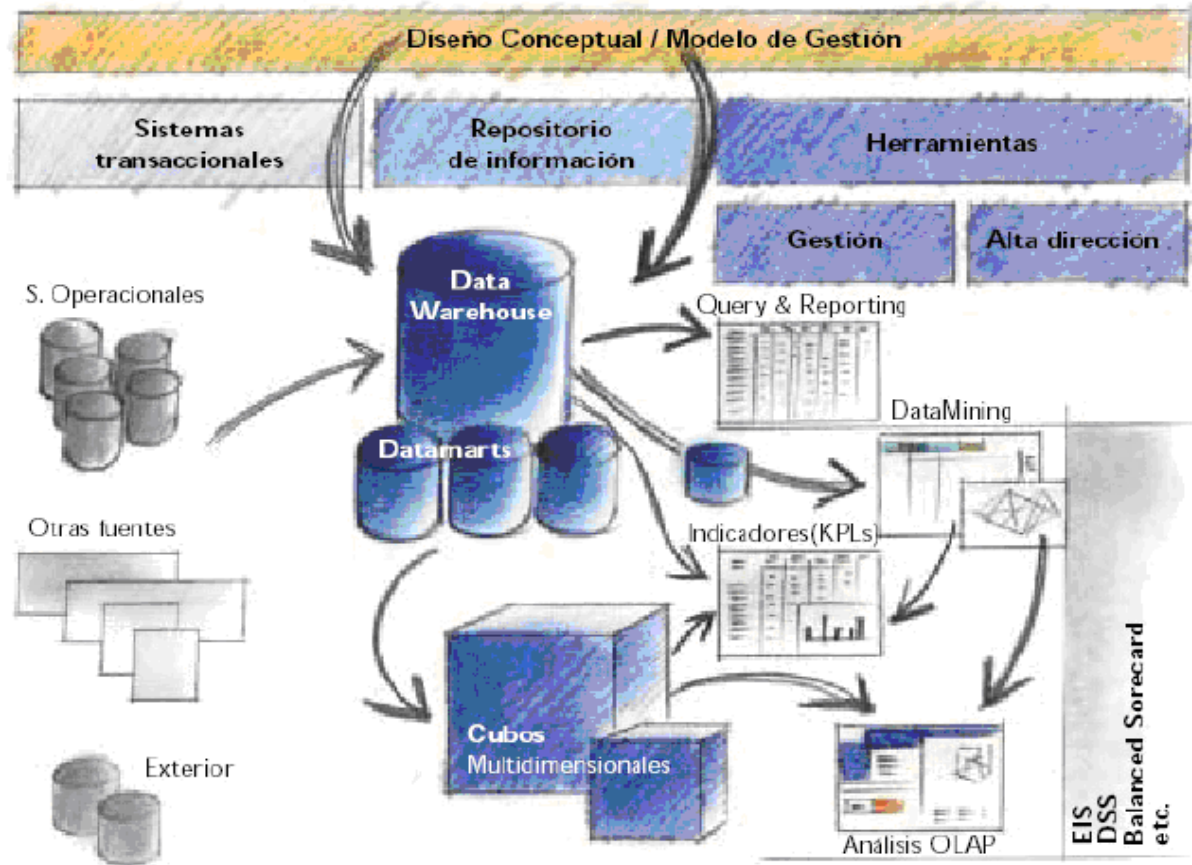 Diseño Conceptual / Modelo de Gestión
Sistemas
transaccionales
Repositorio
de información
Herramientas
Gestión
Alta dirección
S. Operacionales
Data
Warehouse
Query & Reporting
DataMining
Datamarts
Otras fuentes
Indicadores(KPLs)
Cubos
Multidimensionales
Exterior
Análisis OLAP
EIS
DSS
Balanced Sorecard
etc.